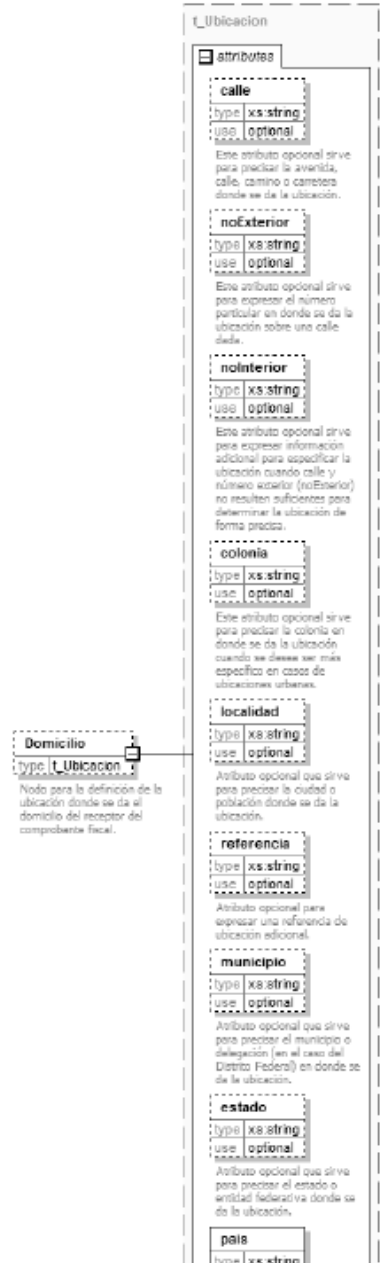 t_Ubicacion
attributes
calle
type xs:string
use optional
Este atributo opcional sirve
para precisar la avenida,
calle, camino o carretera
donde se da la ubicación.
noExterior
type xs:string
use optional
Este atributo opcional sirve
para expresar el número
particular en donde se da la
ubicación sobre una calle
dada.
noInterior
type xs:string
use optional
Este atributo opcional sirve
para expresar información
adicional para especificar la
ubicación cuando calle y
número exterior (noExterior)
no resulten suficientes para
determinar la ubicación de
forma precisa.
colonia
type xs:string
use optional
Este atributo opcional sirve
para precisar la colonia en
donde se da la ubicación
cuando se desea ser más
específico en casos de
ubicaciones urbanas.
localidad
type xs:string
use optional
Atributo opcional que sirve
para precisar la ciudad o
población donde se da la
ubicación.
Domicilio
type t_Ubicacion
Nodo para la definición de la
ubicación donde se da el
domicilio del receptor del
comprobante fiscal.
referencia
type xs:string
use optional
Atributo opcional para
expresar una referencia de
ubicación adicional.
municipio
type xs:string
use optional
Atributo opcional que sirve
para precisar el municipio o
delegación (en el caso del
Distrito Federal) en donde se
da la ubicación.
estado
type xs:string
use optional
Atributo opcional que sirve
para precisar el estado o
entidad federativa donde se
da la ubicación.
pais
type xs:string